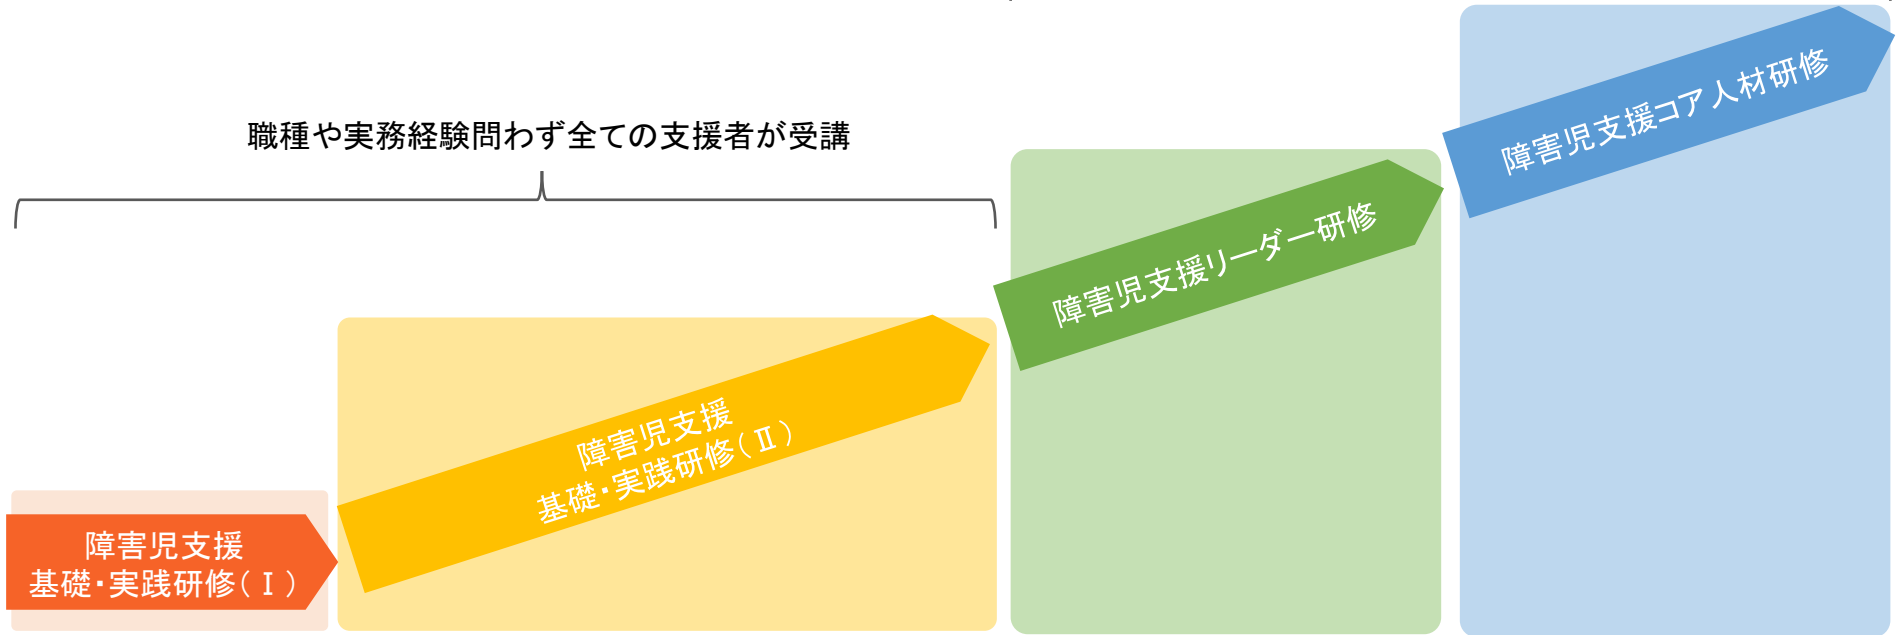 職種や実務経験問わず全ての支援者が受講
障害児支援
基礎・実践研修(Ⅰ)
障害児支援
基礎・実践研修(Ⅱ)
障害児支援リーダー研修
障害児支援コア人材研修